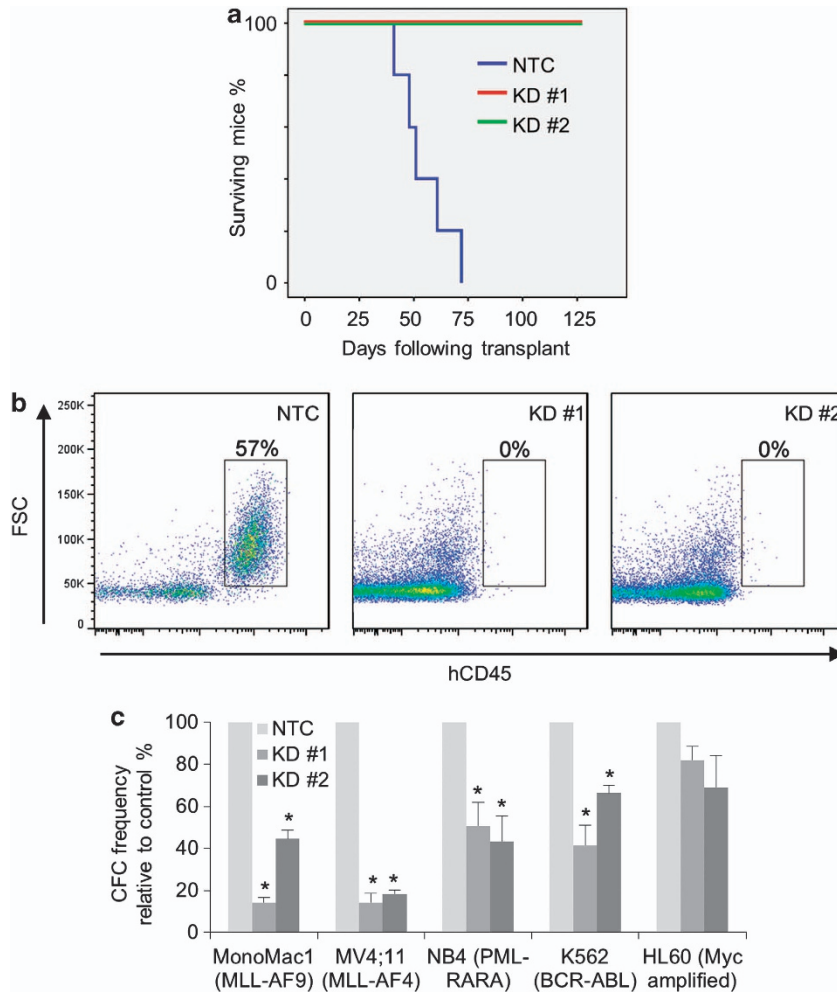 a
100
Surviving mice %
NTC
KD #1
KD #2
0
0 25 50 75 100 125
Days following transplant
b
NTC
KD #1
KD #2
57%
0%
0%
250K
200K
150K
100K
50K
0
FSC
hCD45
c
100
80
60
40
20
0
CFC frequency
relative to control %
NTC
KD #1
KD #2
* * * * * * * *
MonoMac1
(MLL-AF9)
MV4;11
(MLL-AF4)
NB4 (PML-
RARA)
K562
(BCR-ABL)
HL60 (Myc
amplified)